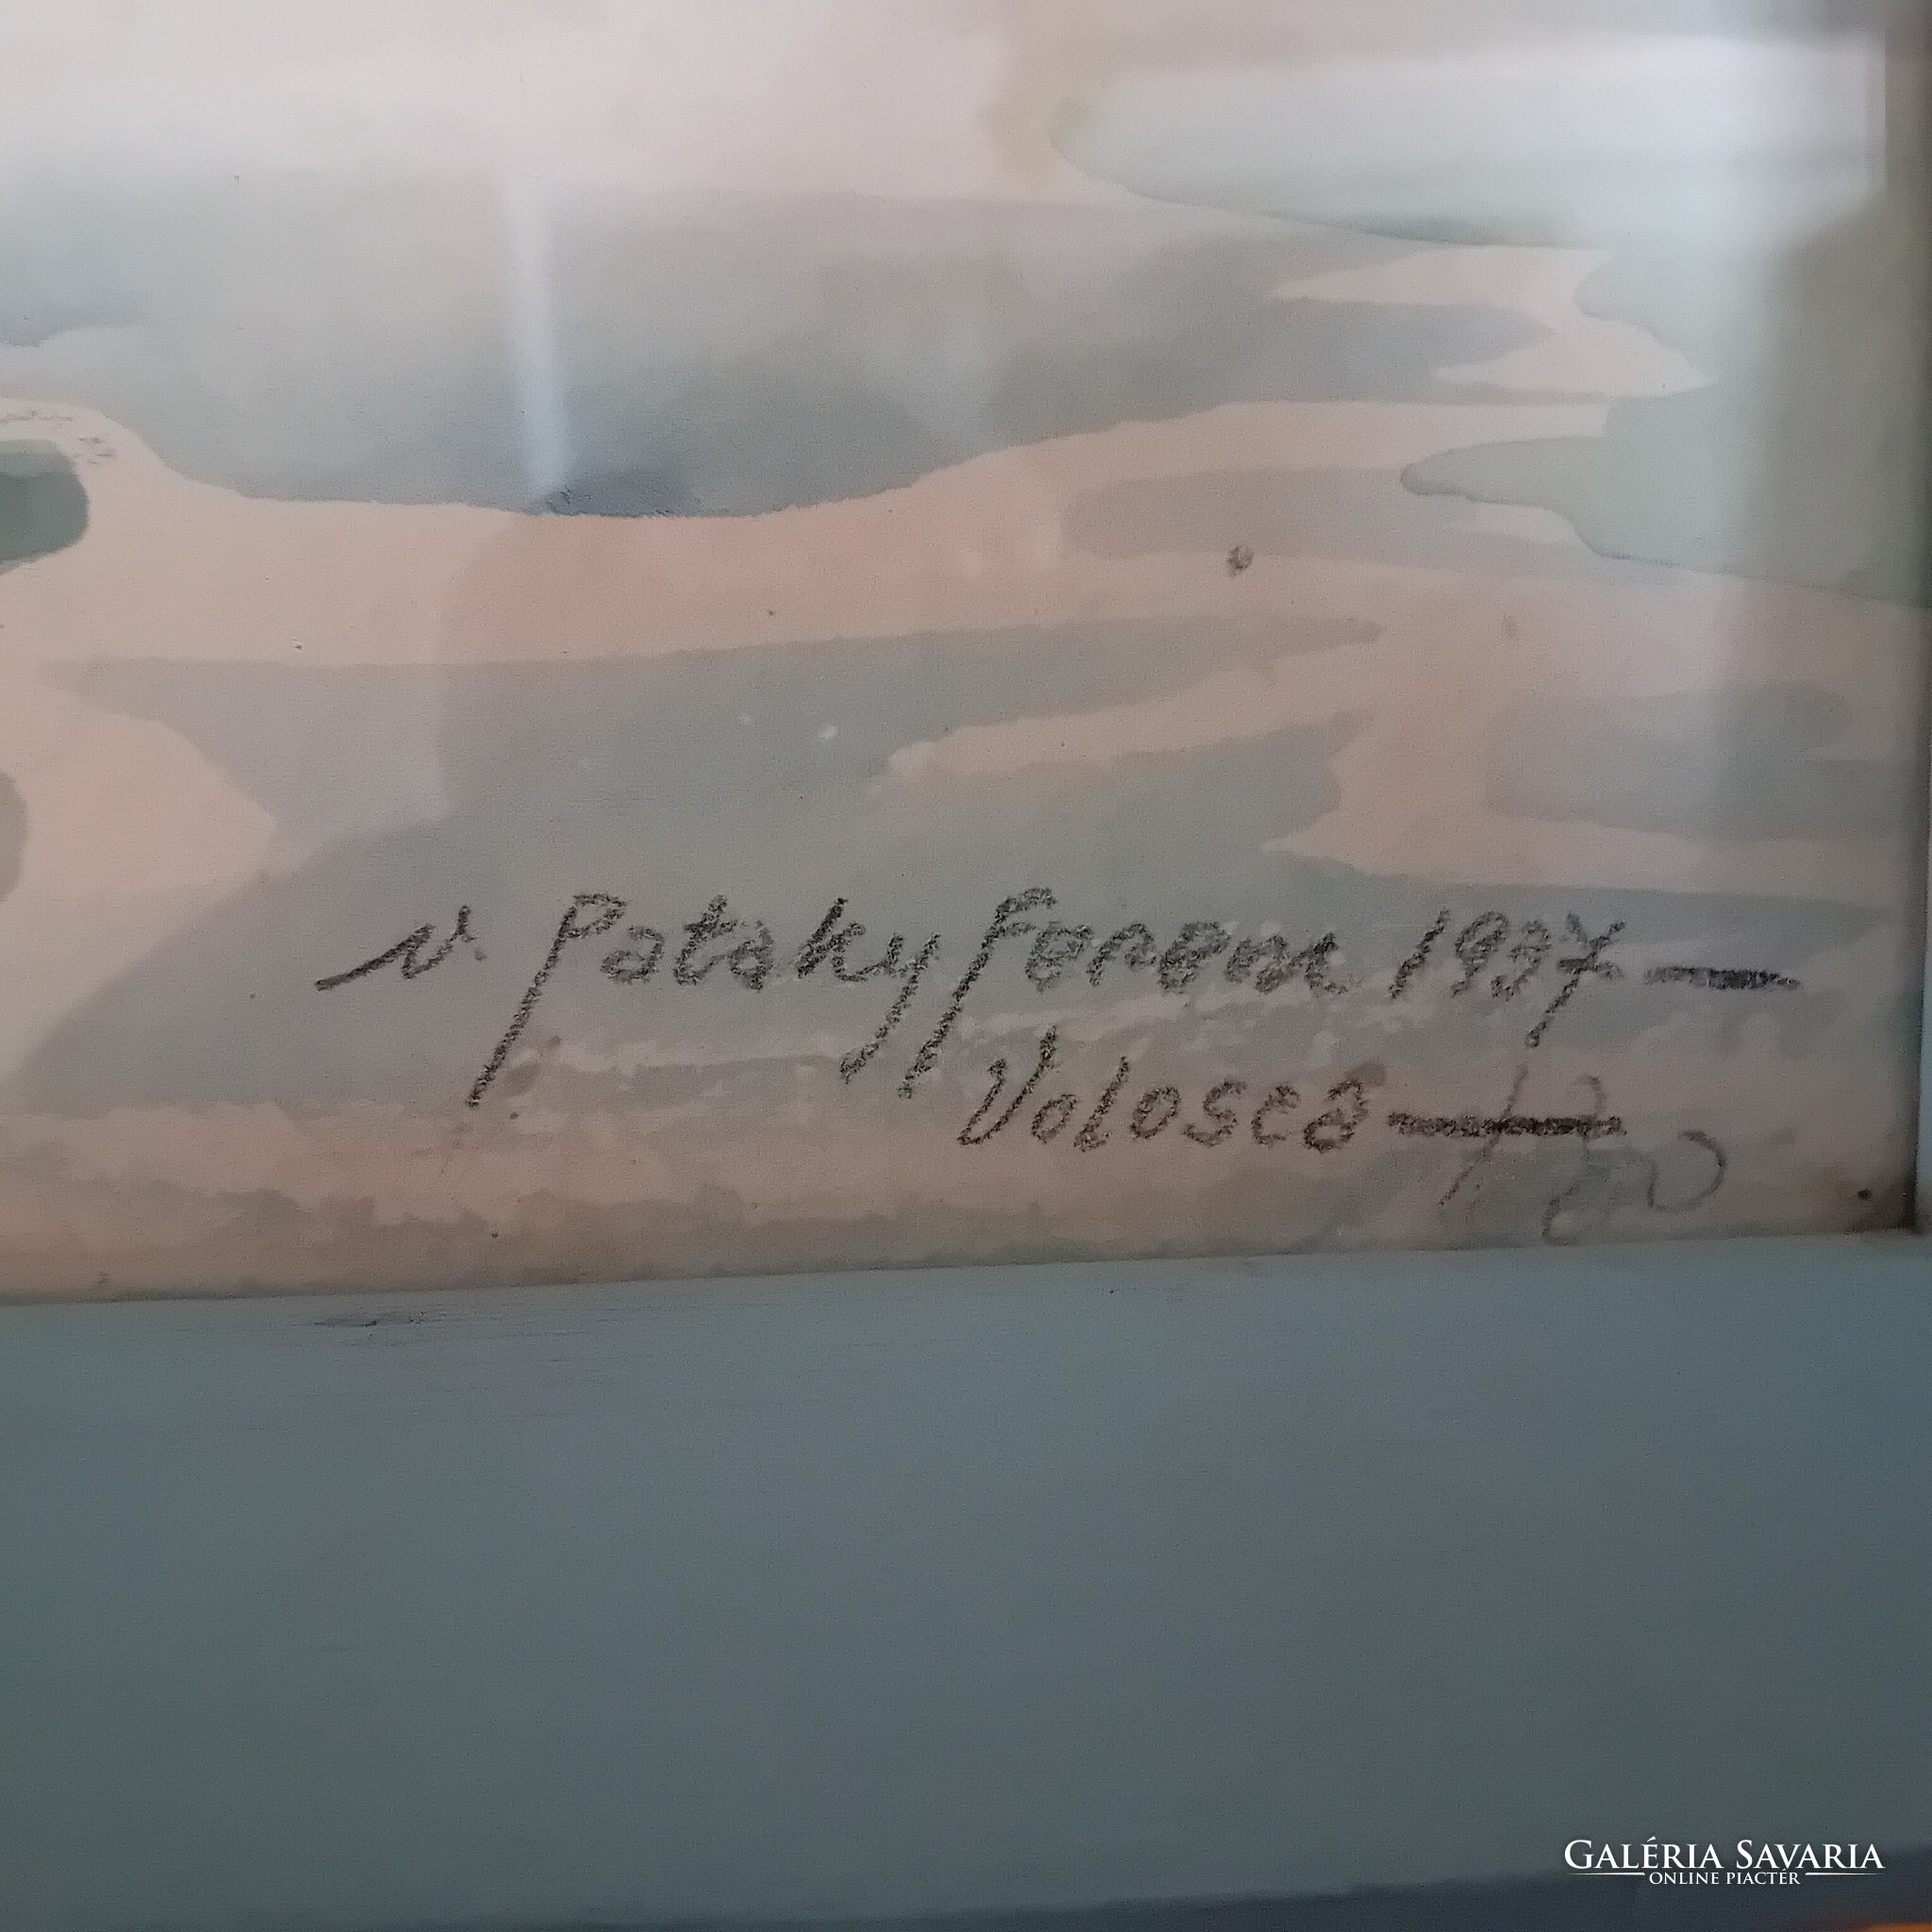 v. Pataky Ferenc 1937 —
Volosca —
GALÉRIA SAVARIA
ONLINE PIACTÉR